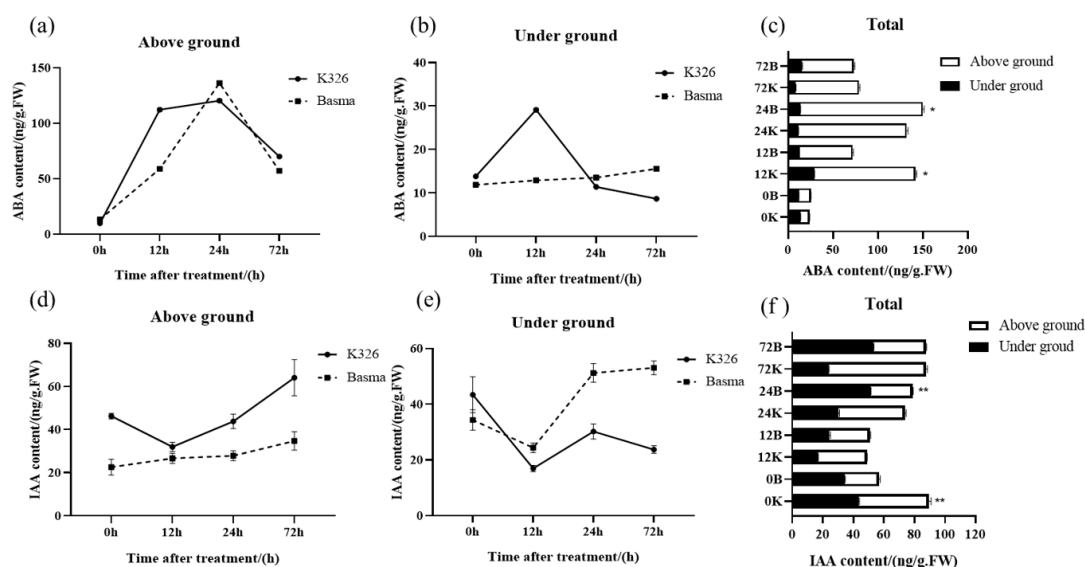 (a)
Above ground
ABA content/(ng/g.FW)
150
100
50
0
0h
12h
24h
72h
Time after treatment/(h)
K326
Basma
(b)
Under ground
ABA content/(ng/g.FW)
40
30
20
10
0
0h
12h
24h
72h
Time after treatment/(h)
K326
Basma
(c)
Total
72B
72K
24B
*
24K
12B
12K
*
0B
0K
0
50
100
150
200
ABA content/(ng/g.FW)
Above ground
Under groud
(d)
Above ground
IAA content/(ng/g.FW)
80
60
40
20
0
0h
12h
24h
72h
Time after treatment/(h)
K326
Basma
(e)
Under ground
IAA content/(ng/g.FW)
60
40
20
0
0h
12h
24h
72h
Time after treatment/(h)
K326
Basma
(f)
Total
72B
72K
24B
**
24K
12B
12K
0B
0K
**
0
20
40
60
80
100
120
IAA content/(ng/g.FW)
Above ground
Under groud